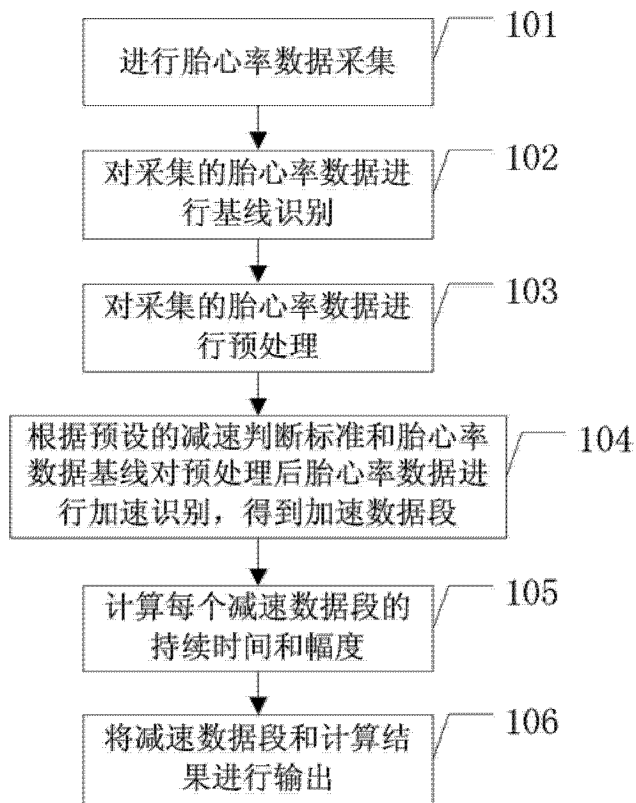 进行胎心率数据采集
101
对采集的胎心率数据进
行基线识别
102
对采集的胎心率数据进
行预处理
103
根据预设的减速判断标准和胎心率
数据基线对预处理后胎心率数据进
行加速识别，得到加速数据段
104
计算每个减速数据段的
持续时间和幅度
105
将减速数据段和计算结
果进行输出
106